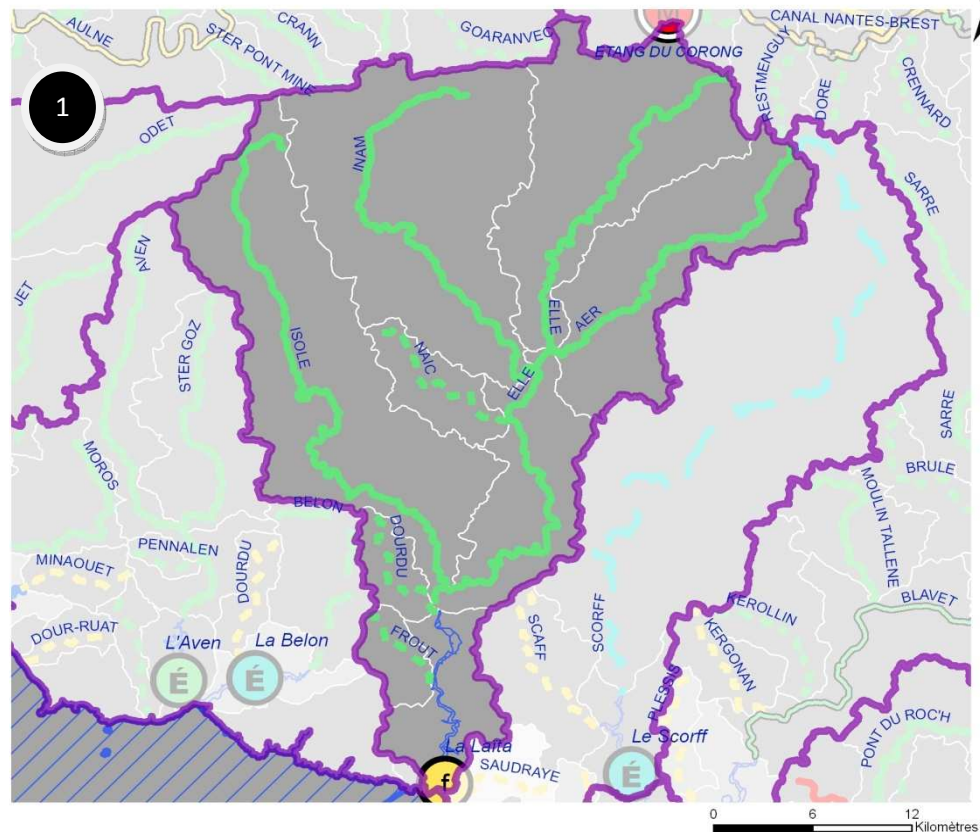 AULNE
STER PONT MINE
CRANN
GOARANVEC
M
ETANG DU CORONG
CANAL NANTES-BREST
RESTMENGUY
DORE
CRENNARD
1
ODET
INAM
SARRE
JET
AVEN
STER GOZ
ISOLE
NAIC
ELLE
AER
ELLE
MOROS
SARRE
BRULE
MOULIN TALLENE
BELON
DOURDU
PENNALEN
MINAOUET
DOURDU
DOUR-RUAT
FROUT
SCAFF
SCORFF
KEROLLIN
BLAVET
KERGONAN
PLESSIS
L'Aven
La Belon
É
É
PONT DU ROC'H
La Laïta
f
SAUDRAYE
Le Scorff
É
0 6 12
Kilomètres